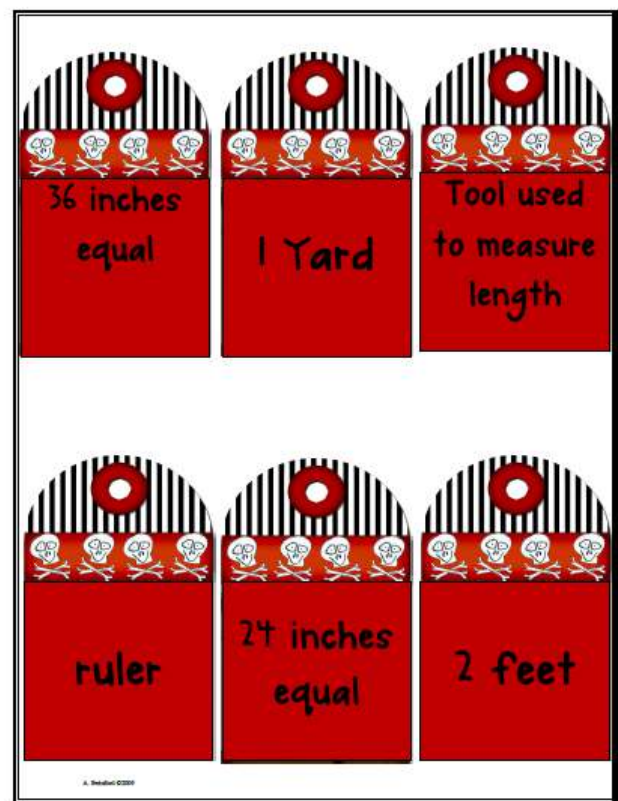 36 inches
equal
1 Yard
Tool used
to measure
length
ruler
24 inches
equal
2 feet